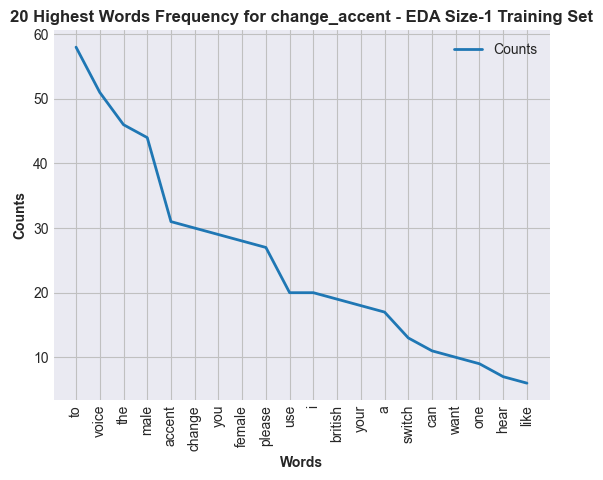 20 Highest Words Frequency for change_accent - EDA Size-1 Training Set
Counts
60
50
40
30
20
10
Counts
to
voice
the
male
accent
change
you
female
please
use
i
british
your
a
switch
can
want
one
hear
like
Words